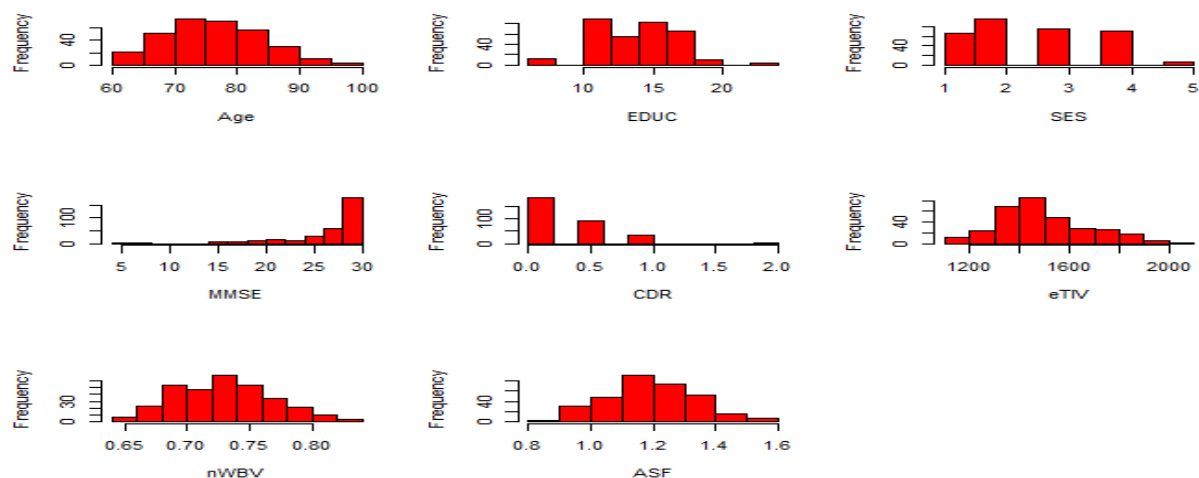 Frequency
0 40
60 70 80 90 100
Age
Frequency
0 40
10 15 20
EDUC
Frequency
0 40
1 2 3 4 5
SES
Frequency
0 100
5 10 15 20 25 30
MMSE
Frequency
0 100
0.0 0.5 1.0 1.5 2.0
CDR
Frequency
0 40
1200 1600 2000
eTIV
Frequency
0 30
0.65 0.70 0.75 0.80
nWBV
Frequency
0 40
0.8 1.0 1.2 1.4 1.6
ASF